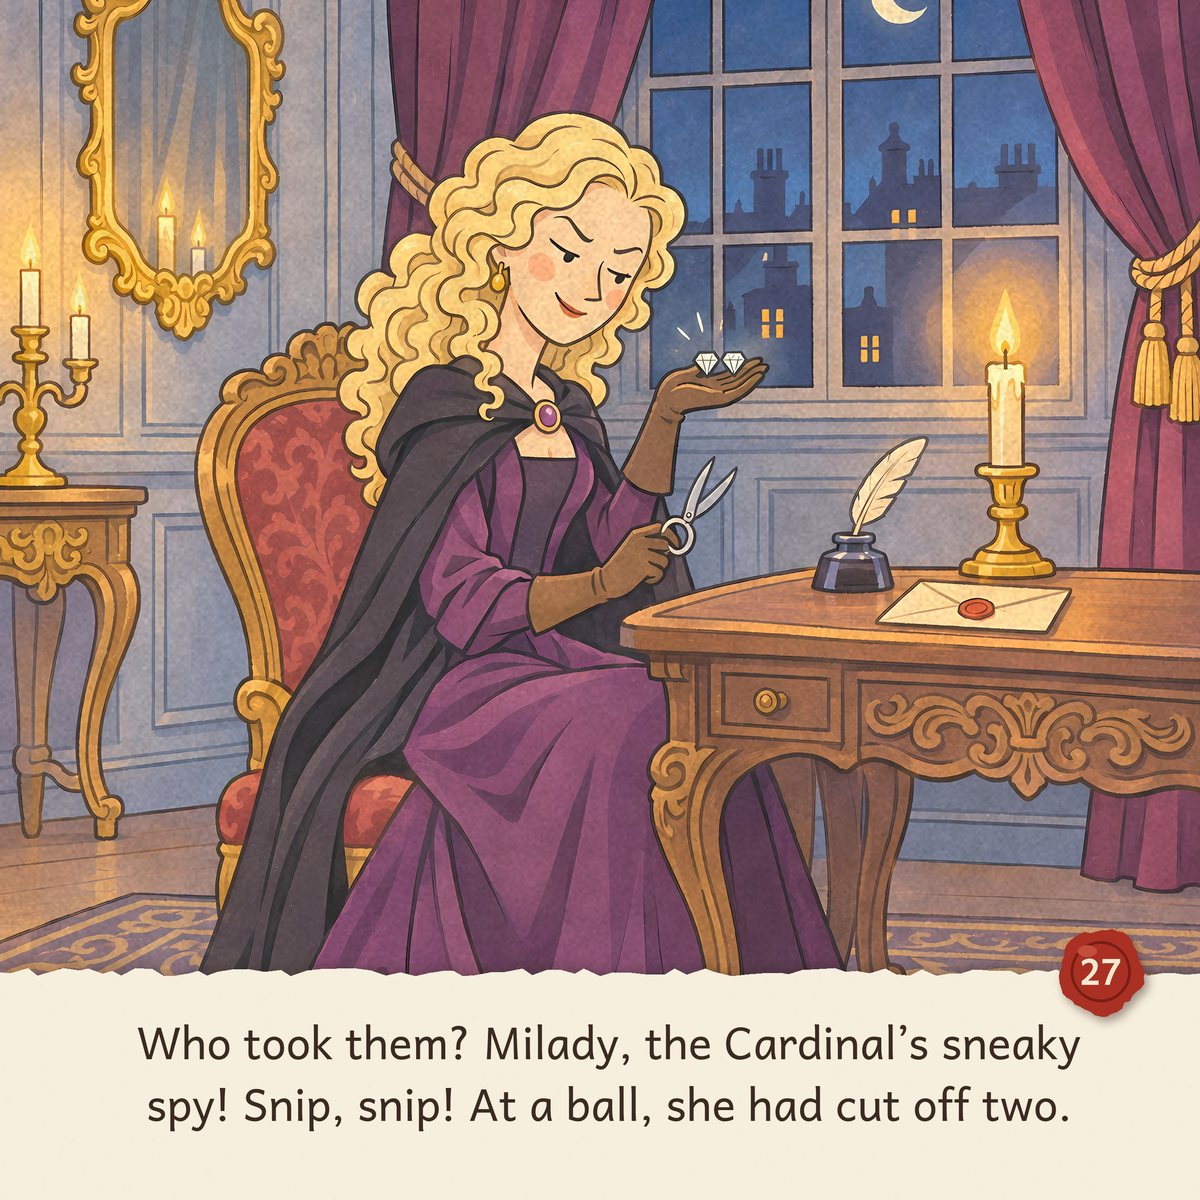 27
Who took them? Milady, the Cardinal’s sneaky
spy! Snip, snip! At a ball, she had cut off two.